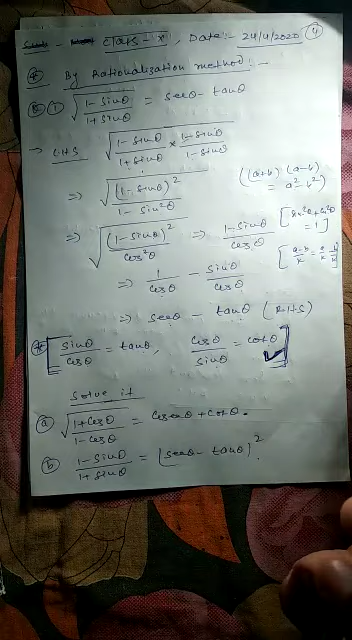 Class - X, Date:- 24/4/2020 4
* By Rationalization method:-
① √(1-sinθ / 1+sinθ) = secθ - tanθ
→ LHS √(1-sinθ / 1+sinθ × 1-sinθ / 1-sinθ)
⇒ √((1-sinθ)² / 1-sin²θ) ((a+b)(a-b) = a²-b²)
⇒ √((1-sinθ)² / cos²θ) ⇒ 1-sinθ / cosθ [sin²θ+cos²θ = 1]
⇒ 1/cosθ - sinθ/cosθ
⇒ secθ - tanθ (RHS)
* [sinθ/cosθ = tanθ, cosθ/sinθ = cotθ]
Solve it
ⓐ √(1+cosθ / 1-cosθ) = cosecθ + cotθ.
ⓑ 1-sinθ / 1+sinθ = [secθ - tanθ]².